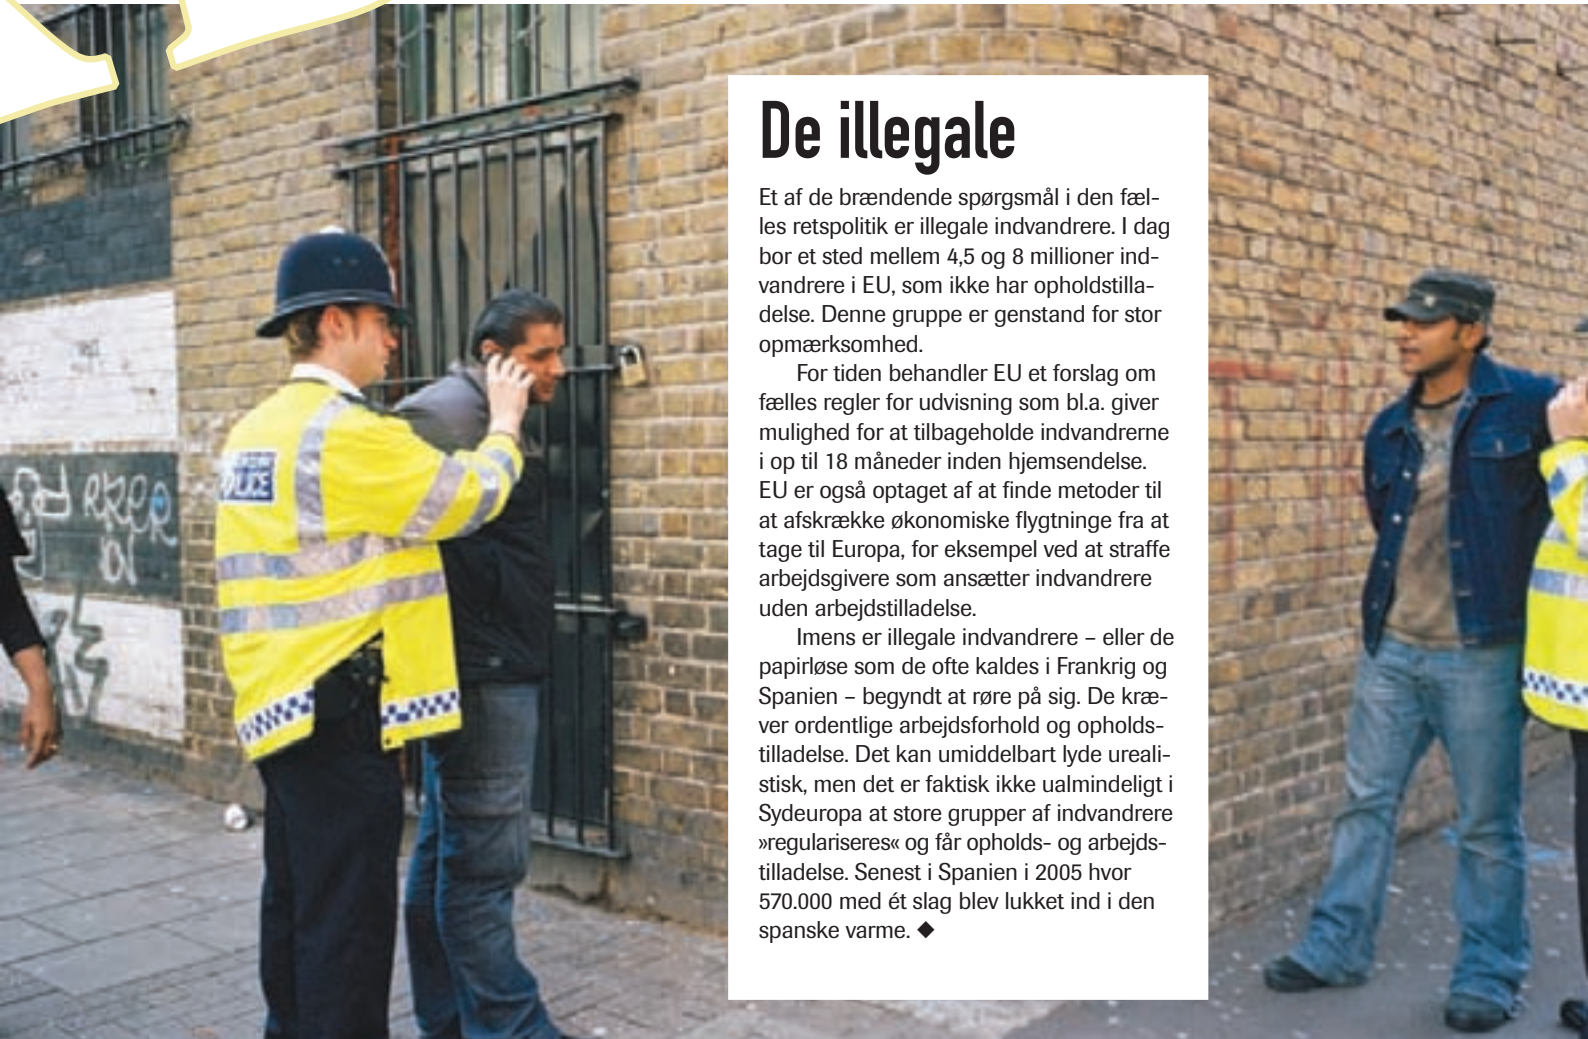 De illegale
Et af de brændende spørgsmål i den fæl-
les retspolitik er illegale indvandrere. I dag
bor et sted mellem 4,5 og 8 millioner ind-
vandrere i EU, som ikke har opholdstilla-
delse. Denne gruppe er genstand for stor
opmærksomhed.
For tiden behandler EU et forslag om
fælles regler for udvisning som bl.a. giver
mulighed for at tilbageholde indvandrerne
i op til 18 måneder inden hjemsendelse.
EU er også optaget af at finde metoder til
at afskrække økonomiske flygtninge fra at
tage til Europa, for eksempel ved at straffe
arbejdsgivere som ansætter indvandrere
uden arbejdstilladelse.
Imens er illegale indvandrere – eller de
papirløse som de ofte kaldes i Frankrig og
Spanien – begyndt at røre på sig. De kræ-
ver ordentlige arbejdsforhold og opholds-
tilladelse. Det kan umiddelbart lyde ureali-
stisk, men det er faktisk ikke ualmindeligt i
Sydeuropa at store grupper af indvandrere
»regulariseres« og får opholds- og arbejds-
tilladelse. Senest i Spanien i 2005 hvor
570.000 med ét slag blev lukket ind i den
spanske varme. ◆
POLICE